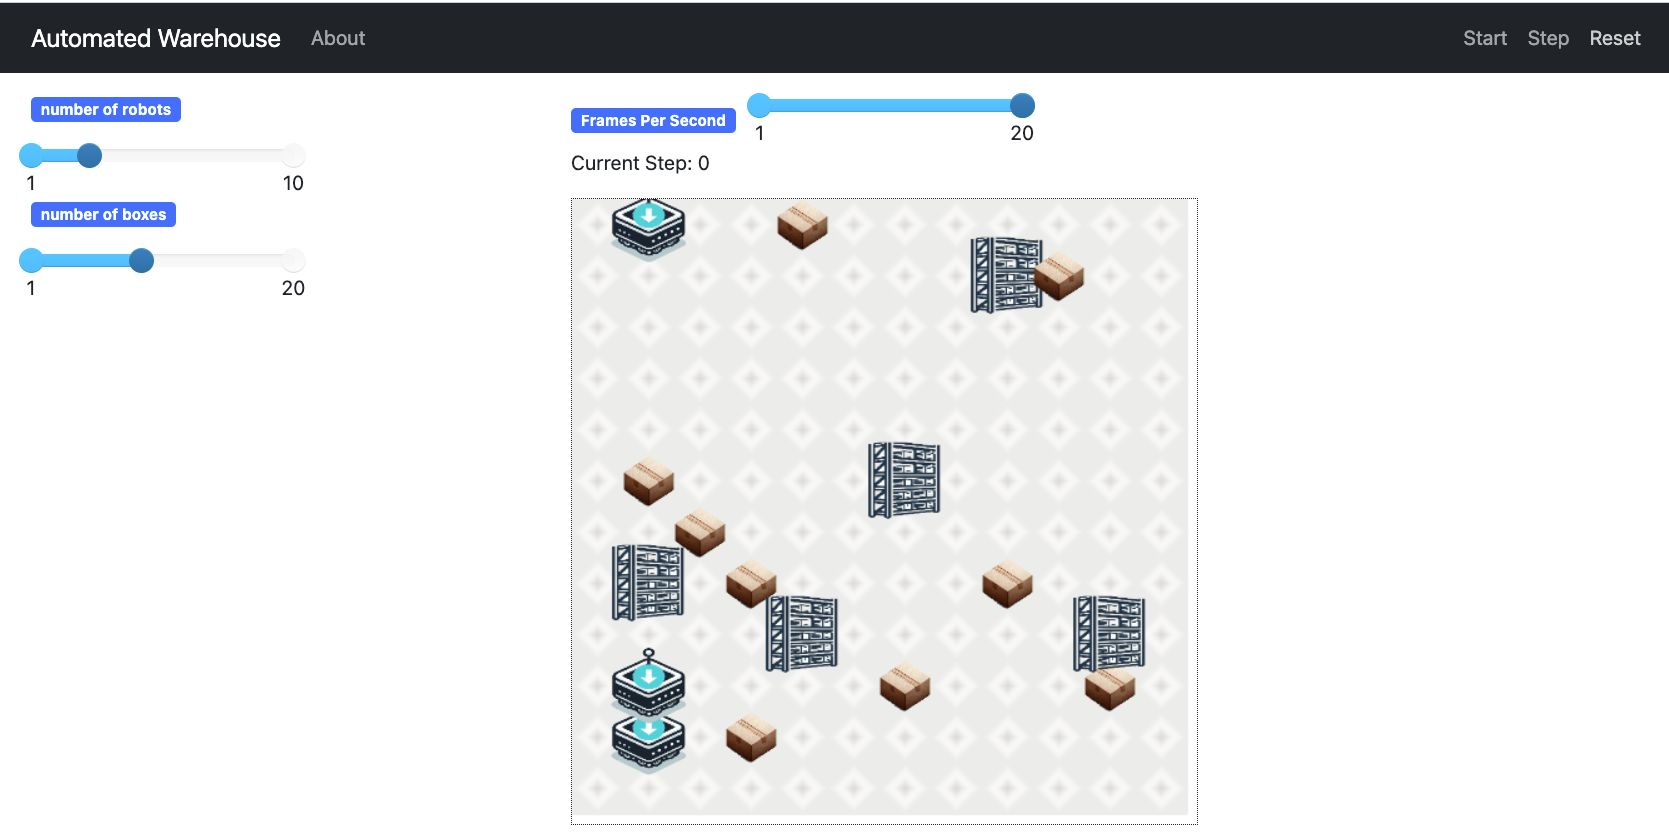 Automated Warehouse About Start Step Reset
number of robots
1 10
number of boxes
1 20
Frames Per Second
1 20
Current Step: 0